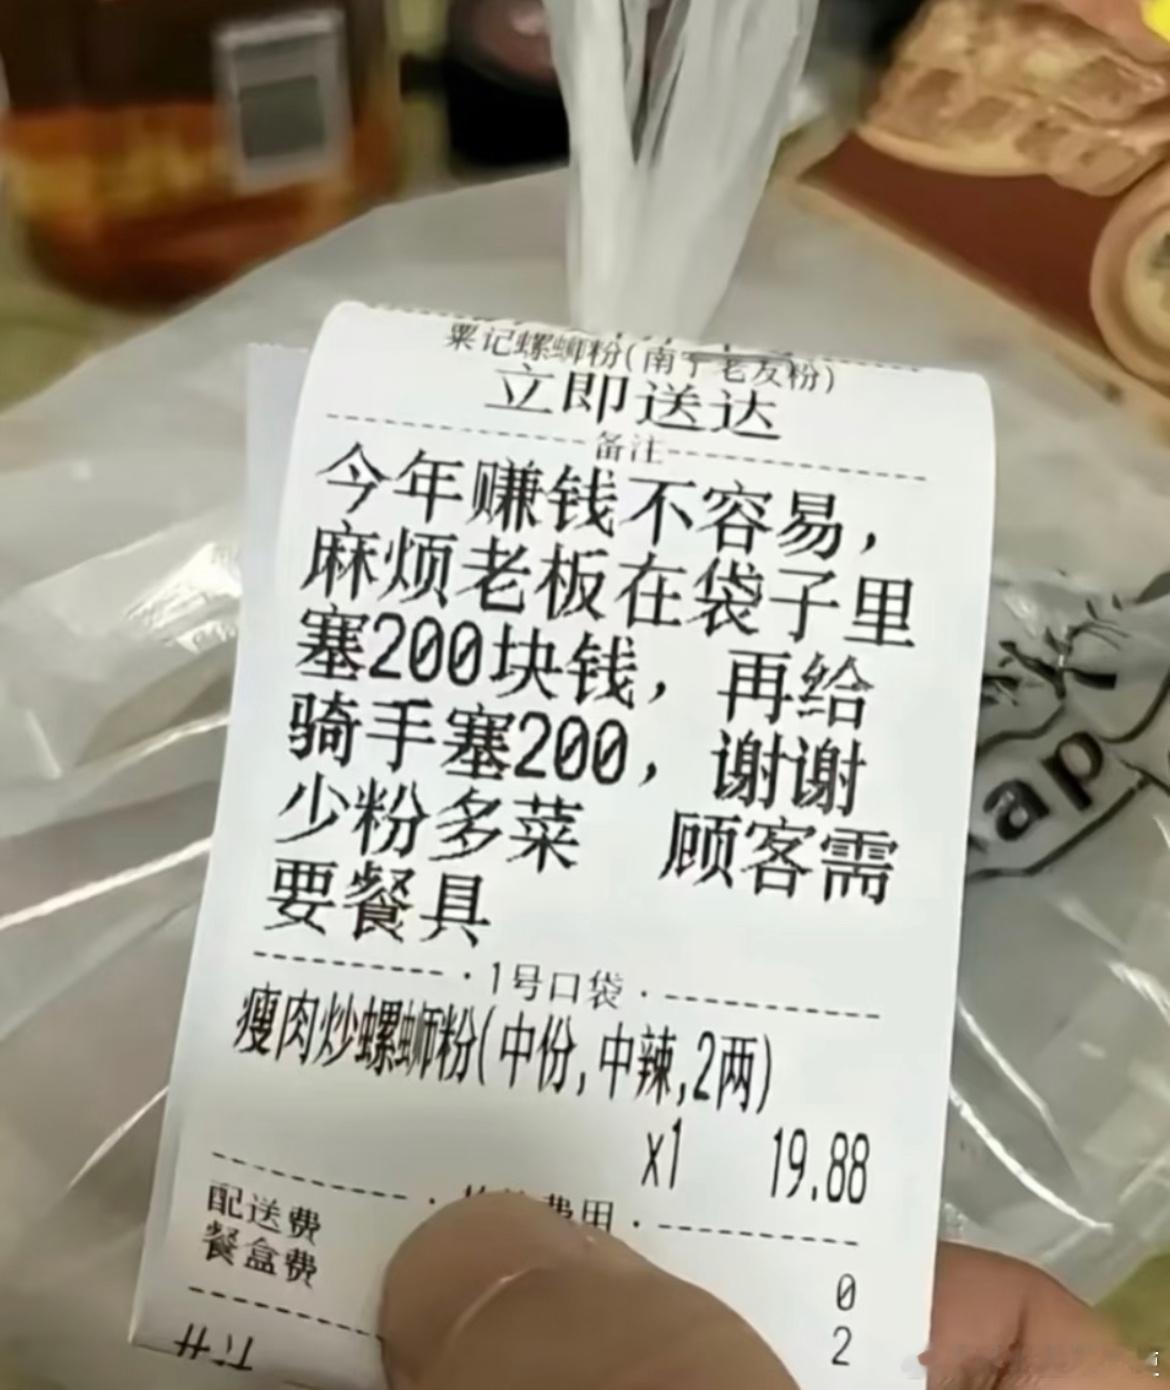 粟记螺蛳粉(南宁老友粉)
立即送达
备注
今年赚钱不容易，
麻烦老板在袋子里
塞200块钱，再给
骑手塞200，谢谢
少粉多菜 顾客需
要餐具
1号口袋
瘦肉炒螺蛳粉(中份,中辣,2两)
x1 19.88
费用
配送费 0
餐盒费 2
ap